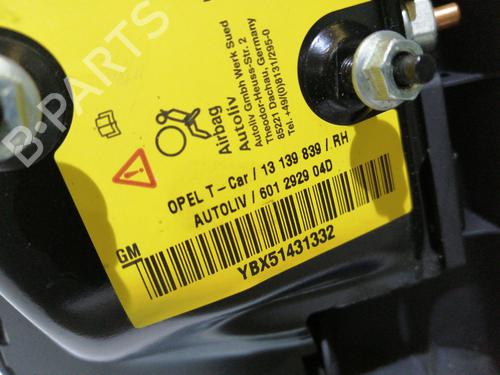 Airbag
Autoliv
Autoliv GmbH Werk Sued
Theodor-Heuss-Str. 2
85221 Dachau, Germany
Tel.+49/(0)8131/295-0
OPEL T-Car / 13 139 839 / RH
AUTOLIV / 601 2929 04D
GM
YBX51431332
B-PARTS